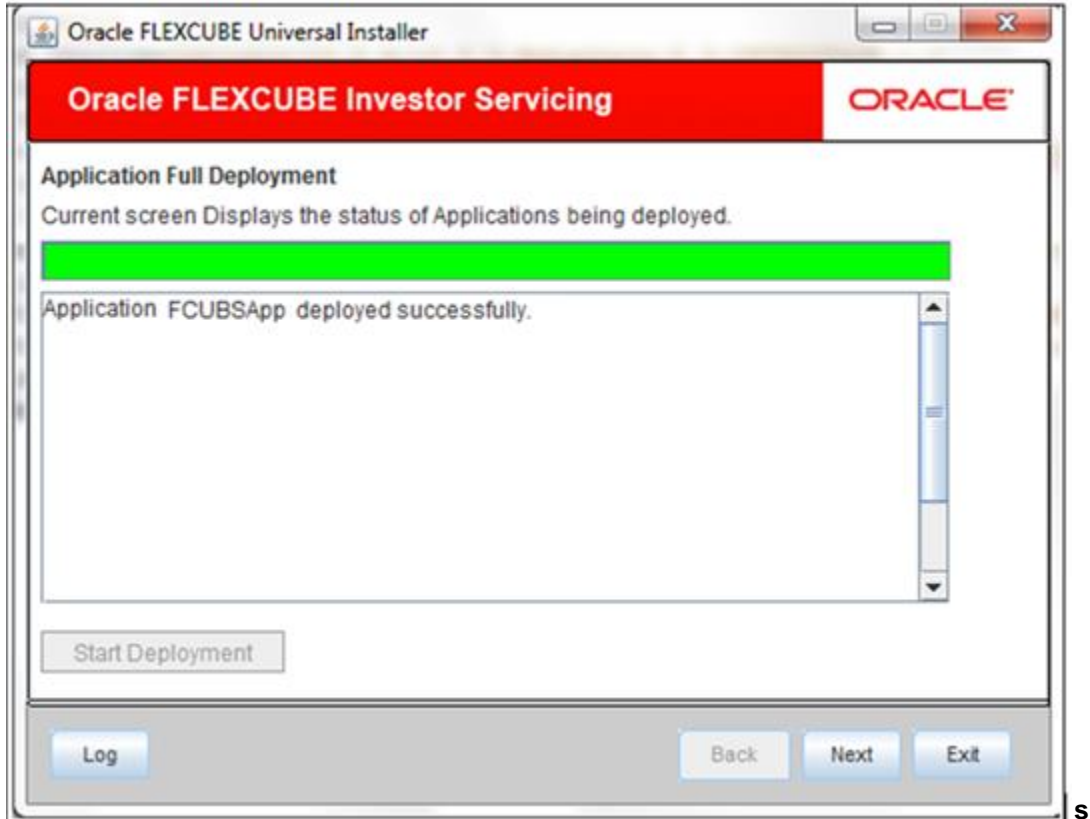 Oracle FLEXCUBE Universal Installer
Oracle FLEXCUBE Investor Servicing
ORACLE
Application Full Deployment
Current screen Displays the status of Applications being deployed.
Application FCUBSApp deployed successfully.
Start Deployment
Log
Back
Next
Exit
s